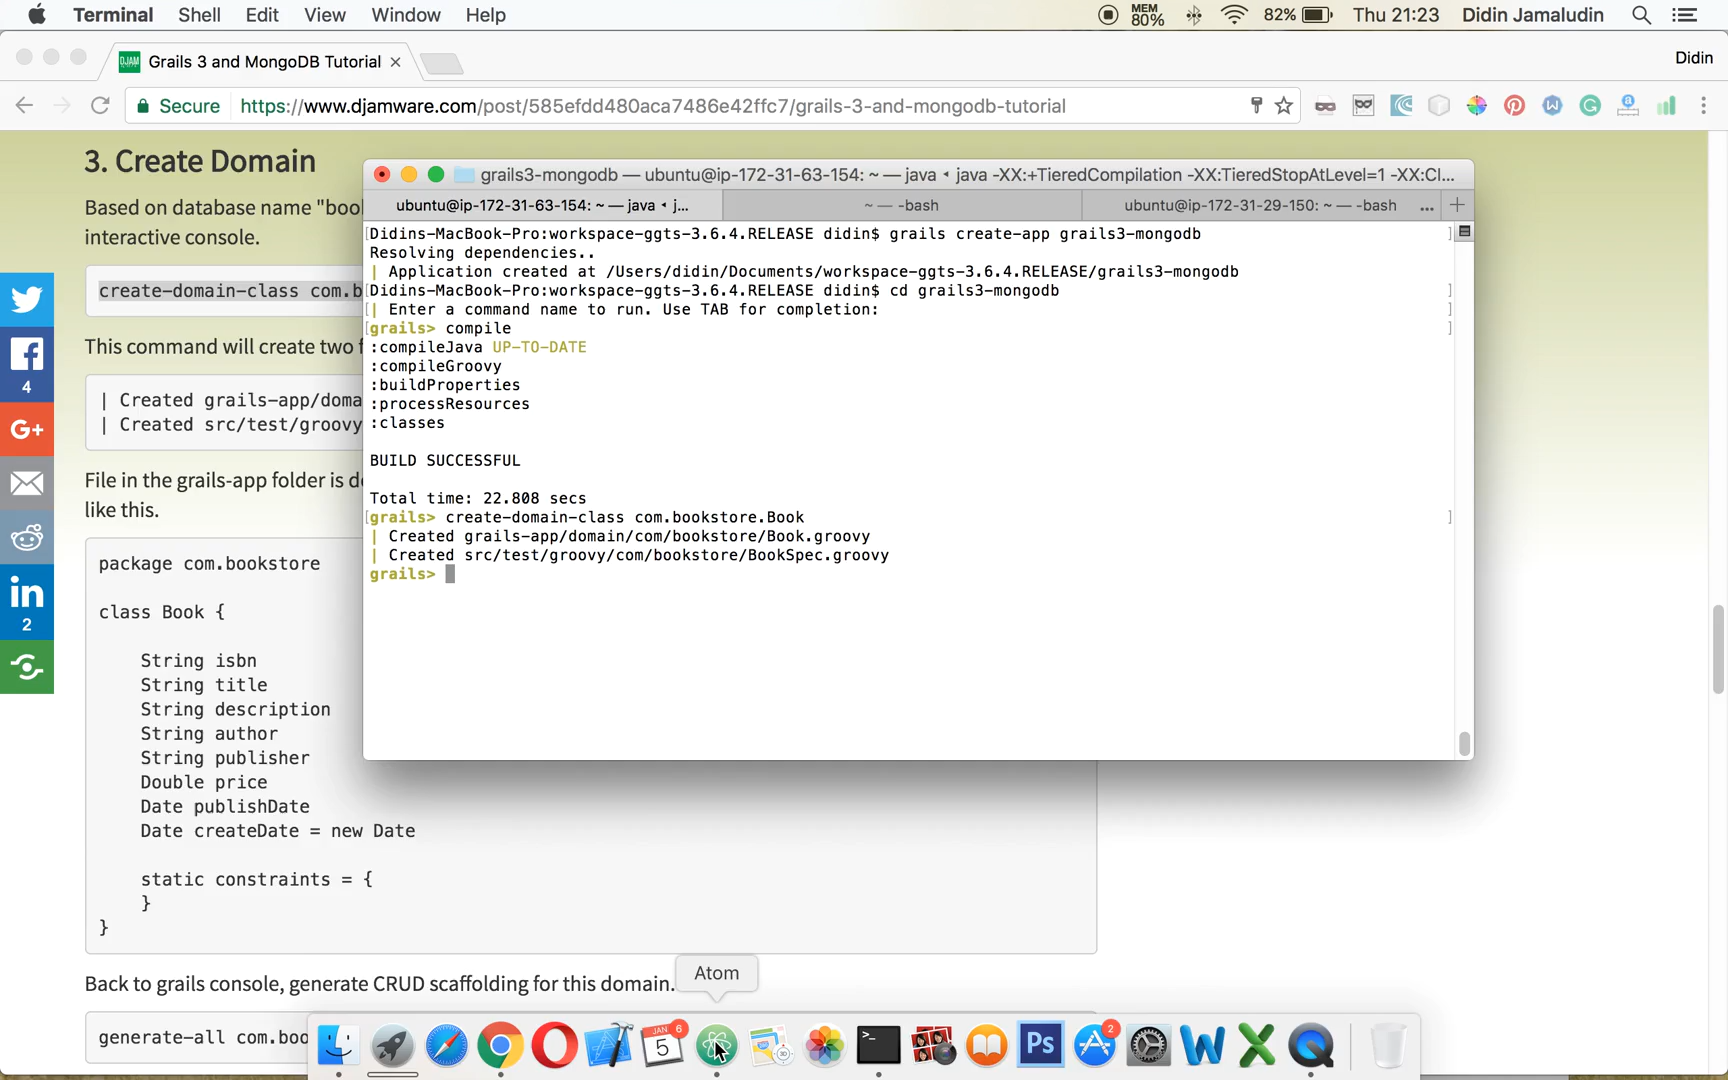 Terminal Shell Edit View Window Help MEM 80% 82% Thu 21:23 Didin Jamaludin
DJAM Grails 3 and MongoDB Tutorial Didin
Secure https://www.djamware.com/post/585efdd480aca7486e42ffc7/grails-3-and-mongodb-tutorial
3. Create Domain
Based on database name "boo
interactive console.
create-domain-class com.b
This command will create two f
| Created grails-app/doma
| Created src/test/groovy
File in the grails-app folder is d
like this.
package com.bookstore
class Book {
String isbn
String title
String description
String author
String publisher
Double price
Date publishDate
Date createDate = new Date
static constraints = {
}
}
Back to grails console, generate CRUD scaffolding for this domain.
generate-all com.boo
4
G+
in
2
grails3-mongodb — ubuntu@ip-172-31-63-154: ~ — java ◂ java -XX:+TieredCompilation -XX:TieredStopAtLevel=1 -XX:CI...
ubuntu@ip-172-31-63-154: ~ — java ◂ j... ~ — -bash ubuntu@ip-172-31-29-150: ~ — -bash ... +
[Didins-MacBook-Pro:workspace-ggts-3.6.4.RELEASE didin$ grails create-app grails3-mongodb ]
Resolving dependencies..
| Application created at /Users/didin/Documents/workspace-ggts-3.6.4.RELEASE/grails3-mongodb
[Didins-MacBook-Pro:workspace-ggts-3.6.4.RELEASE didin$ cd grails3-mongodb ]
[| Enter a command name to run. Use TAB for completion: ]
[grails> compile ]
:compileJava UP-TO-DATE
:compileGroovy
:buildProperties
:processResources
:classes
BUILD SUCCESSFUL
Total time: 22.808 secs
[grails> create-domain-class com.bookstore.Book ]
| Created grails-app/domain/com/bookstore/Book.groovy
| Created src/test/groovy/com/bookstore/BookSpec.groovy
grails>
Atom
JAN 6
5
30
>_
Ps
2
W
X